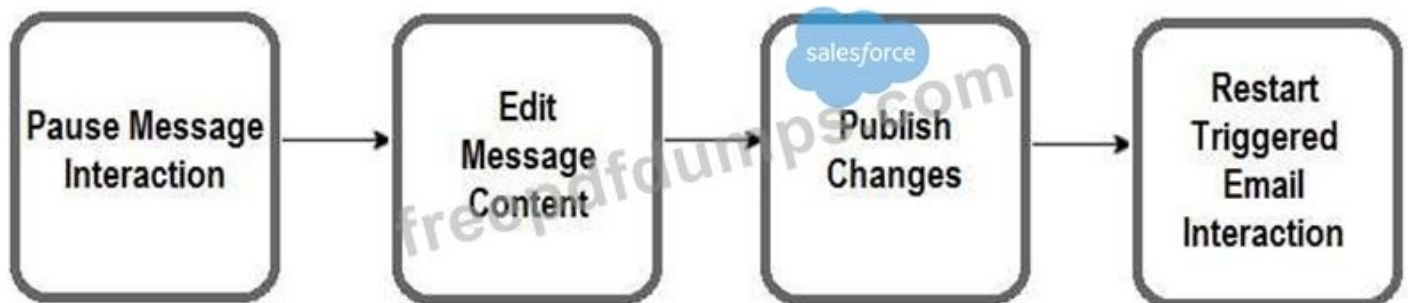 Pause Message
Interaction
Edit
Message
Content
salesforce
Publish
Changes
Restart
Triggered
Email
Interaction
freepdfdumps.com